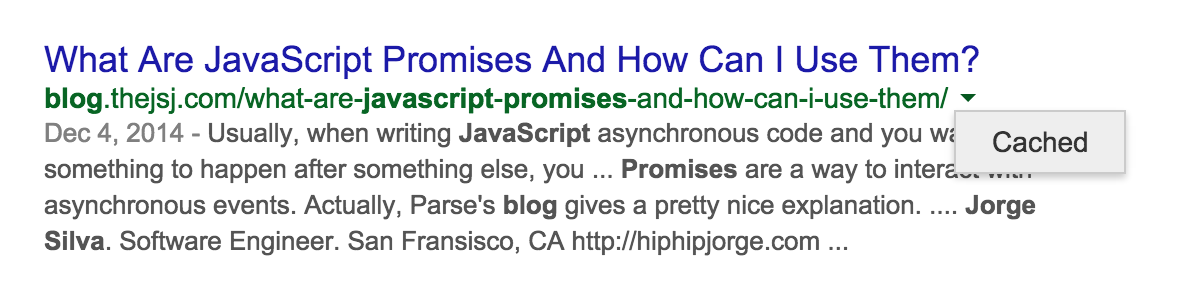 What Are JavaScript Promises And How Can I Use Them?
blog.thejsj.com/what-are-javascript-promises-and-how-can-i-use-them/
Cached
Dec 4, 2014 - Usually, when writing JavaScript asynchronous code and you
something to happen after something else, you ... Promises are a way to interact with
asynchronous events. Actually, Parse's blog gives a pretty nice explanation. .... Jorge
Silva. Software Engineer. San Fransisco, CA http://hiphipjorge.com ...